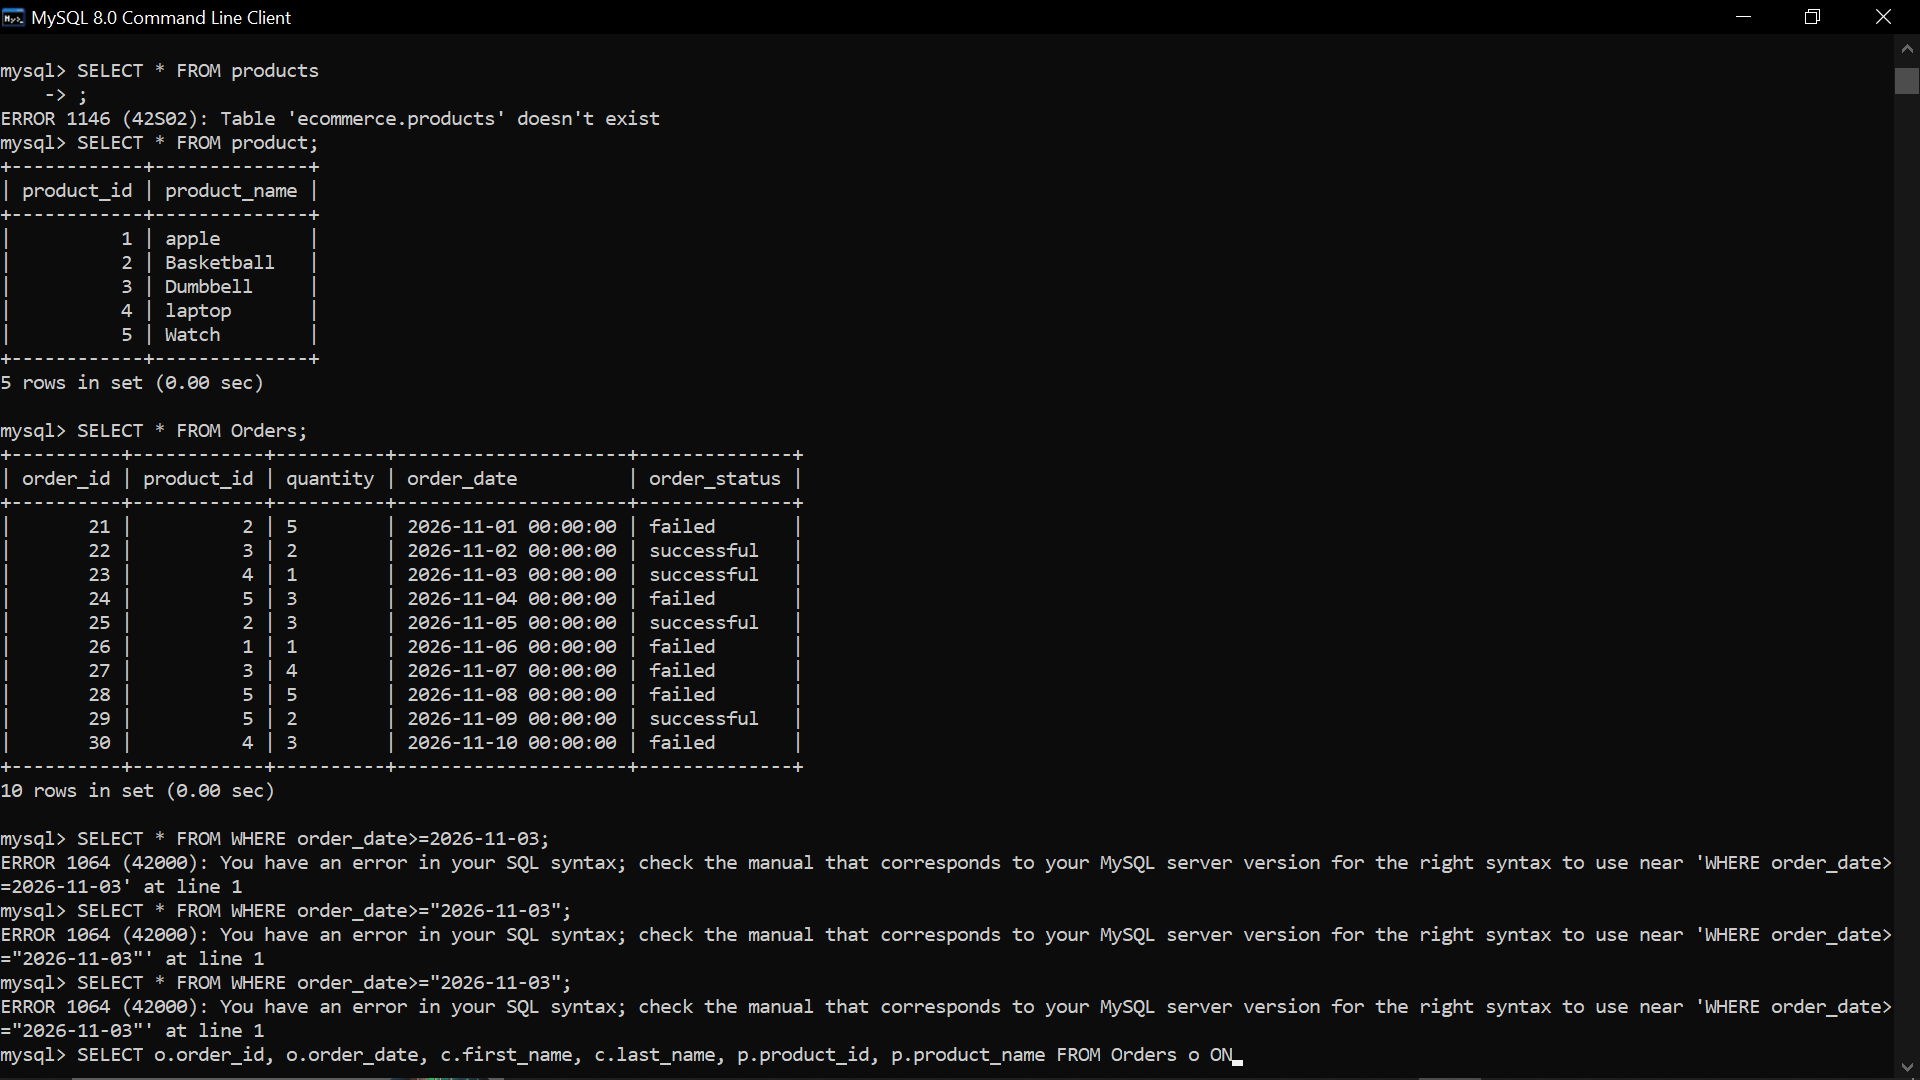 MySQL 8.0 Command Line Client
mysql> SELECT * FROM products
    -> ;
ERROR 1146 (42S02): Table 'ecommerce.products' doesn't exist
mysql> SELECT * FROM product;
+------------+--------------+
| product_id | product_name |
+------------+--------------+
|          1 | apple        |
|          2 | Basketball   |
|          3 | Dumbbell     |
|          4 | laptop       |
|          5 | Watch        |
+------------+--------------+
5 rows in set (0.00 sec)
mysql> SELECT * FROM Orders;
+----------+------------+----------+---------------------+--------------+
| order_id | product_id | quantity | order_date          | order_status |
+----------+------------+----------+---------------------+--------------+
|       21 |          2 | 5        | 2026-11-01 00:00:00 | failed       |
|       22 |          3 | 2        | 2026-11-02 00:00:00 | successful   |
|       23 |          4 | 1        | 2026-11-03 00:00:00 | successful   |
|       24 |          5 | 3        | 2026-11-04 00:00:00 | failed       |
|       25 |          2 | 3        | 2026-11-05 00:00:00 | successful   |
|       26 |          1 | 1        | 2026-11-06 00:00:00 | failed       |
|       27 |          3 | 4        | 2026-11-07 00:00:00 | failed       |
|       28 |          5 | 5        | 2026-11-08 00:00:00 | failed       |
|       29 |          5 | 2        | 2026-11-09 00:00:00 | successful   |
|       30 |          4 | 3        | 2026-11-10 00:00:00 | failed       |
+----------+------------+----------+---------------------+--------------+
10 rows in set (0.00 sec)
mysql> SELECT * FROM WHERE order_date>=2026-11-03;
ERROR 1064 (42000): You have an error in your SQL syntax; check the manual that corresponds to your MySQL server version for the right syntax to use near 'WHERE order_date>
=2026-11-03' at line 1
mysql> SELECT * FROM WHERE order_date>="2026-11-03";
ERROR 1064 (42000): You have an error in your SQL syntax; check the manual that corresponds to your MySQL server version for the right syntax to use near 'WHERE order_date>
="2026-11-03"' at line 1
mysql> SELECT * FROM WHERE order_date>="2026-11-03";
ERROR 1064 (42000): You have an error in your SQL syntax; check the manual that corresponds to your MySQL server version for the right syntax to use near 'WHERE order_date>
="2026-11-03"' at line 1
mysql> SELECT o.order_id, o.order_date, c.first_name, c.last_name, p.product_id, p.product_name FROM Orders o ON_